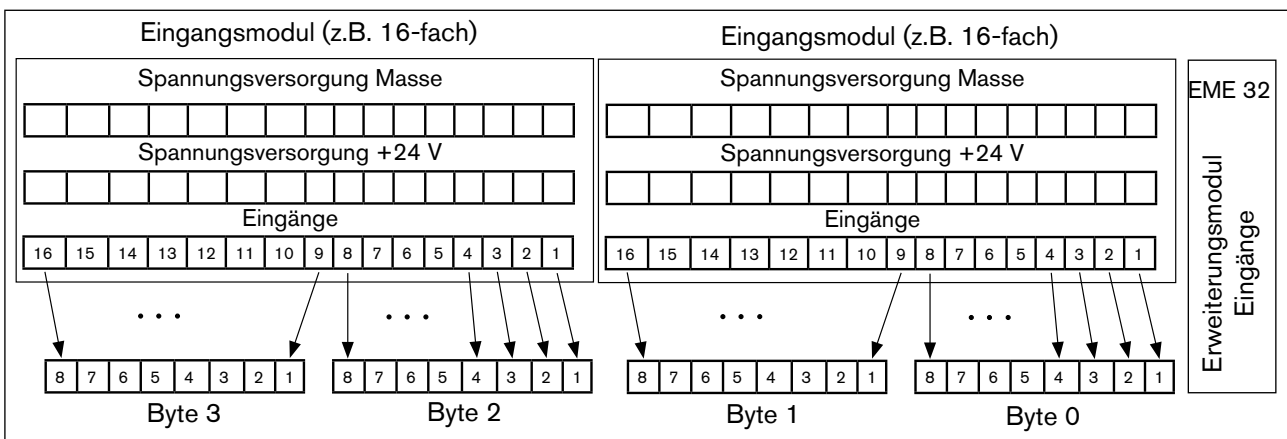 Eingangsmodul (z.B. 16-fach)
Spannungsversorgung Masse
Spannungsversorgung +24 V
Eingänge
16 15 14 13 12 11 10 9 8 7 6 5 4 3 2 1
. . .
. . .
8 7 6 5 4 3 2 1
8 7 6 5 4 3 2 1
Byte 3
Byte 2
Eingangsmodul (z.B. 16-fach)
Spannungsversorgung Masse
Spannungsversorgung +24 V
Eingänge
16 15 14 13 12 11 10 9 8 7 6 5 4 3 2 1
. . .
. . .
8 7 6 5 4 3 2 1
8 7 6 5 4 3 2 1
Byte 1
Byte 0
EME 32
Erweiterungsmodul
Eingänge